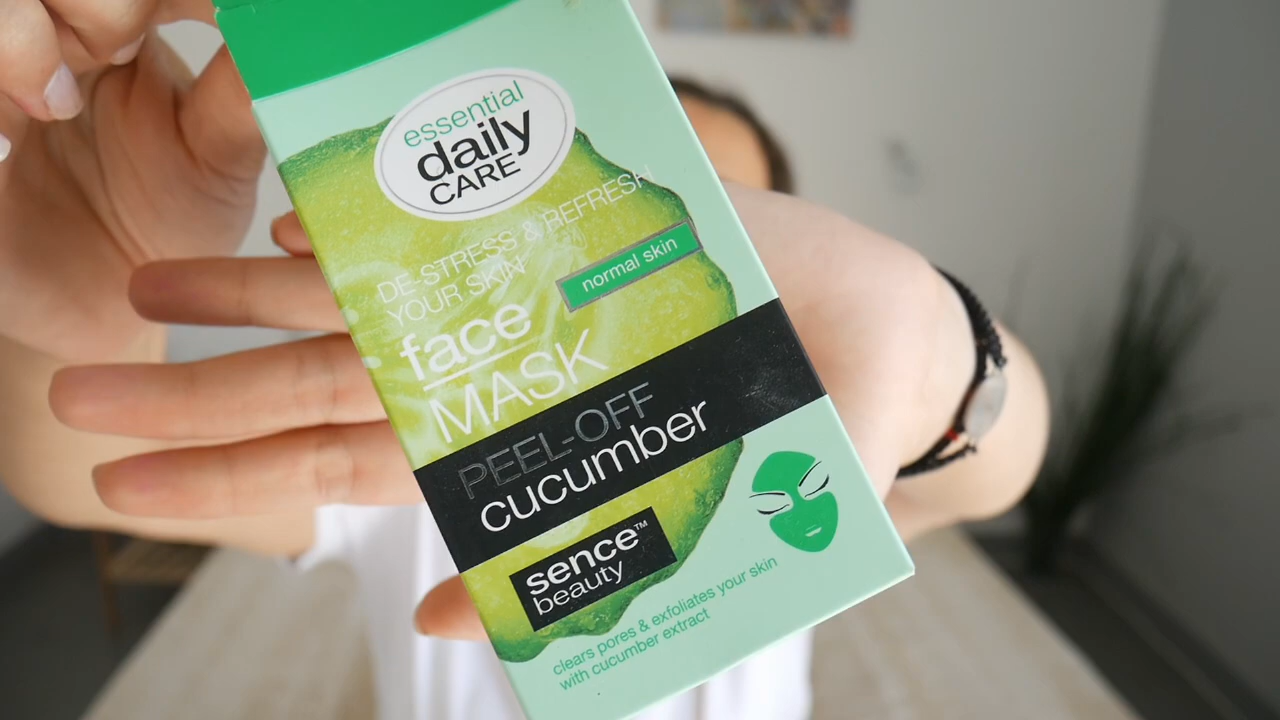 essential
daily
CARE
DE-STRESS & REFRESH
YOUR SKIN
normal skin
face
MASK
PEEL-OFF
cucumber
sence™
beauty
clears pores & exfoliates your skin
with cucumber extract